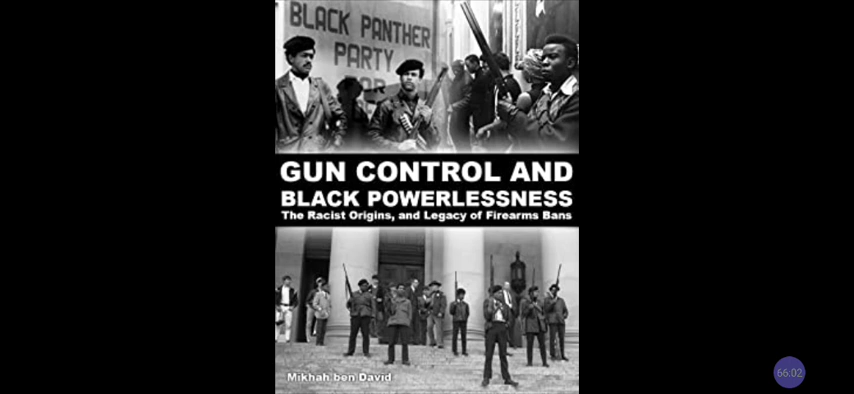 BLACK PANTHER
PARTY
FOR
GUN CONTROL AND
BLACK POWERLESSNESS
The Racist Origins, and Legacy of Firearms Bans
Mikhah ben David
66:02